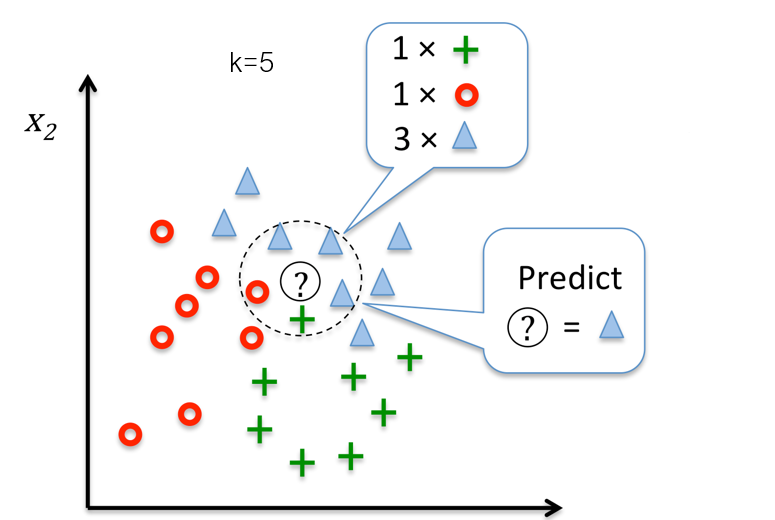 k=5
1 ×
1 ×
3 ×
x2
?
Predict
? =